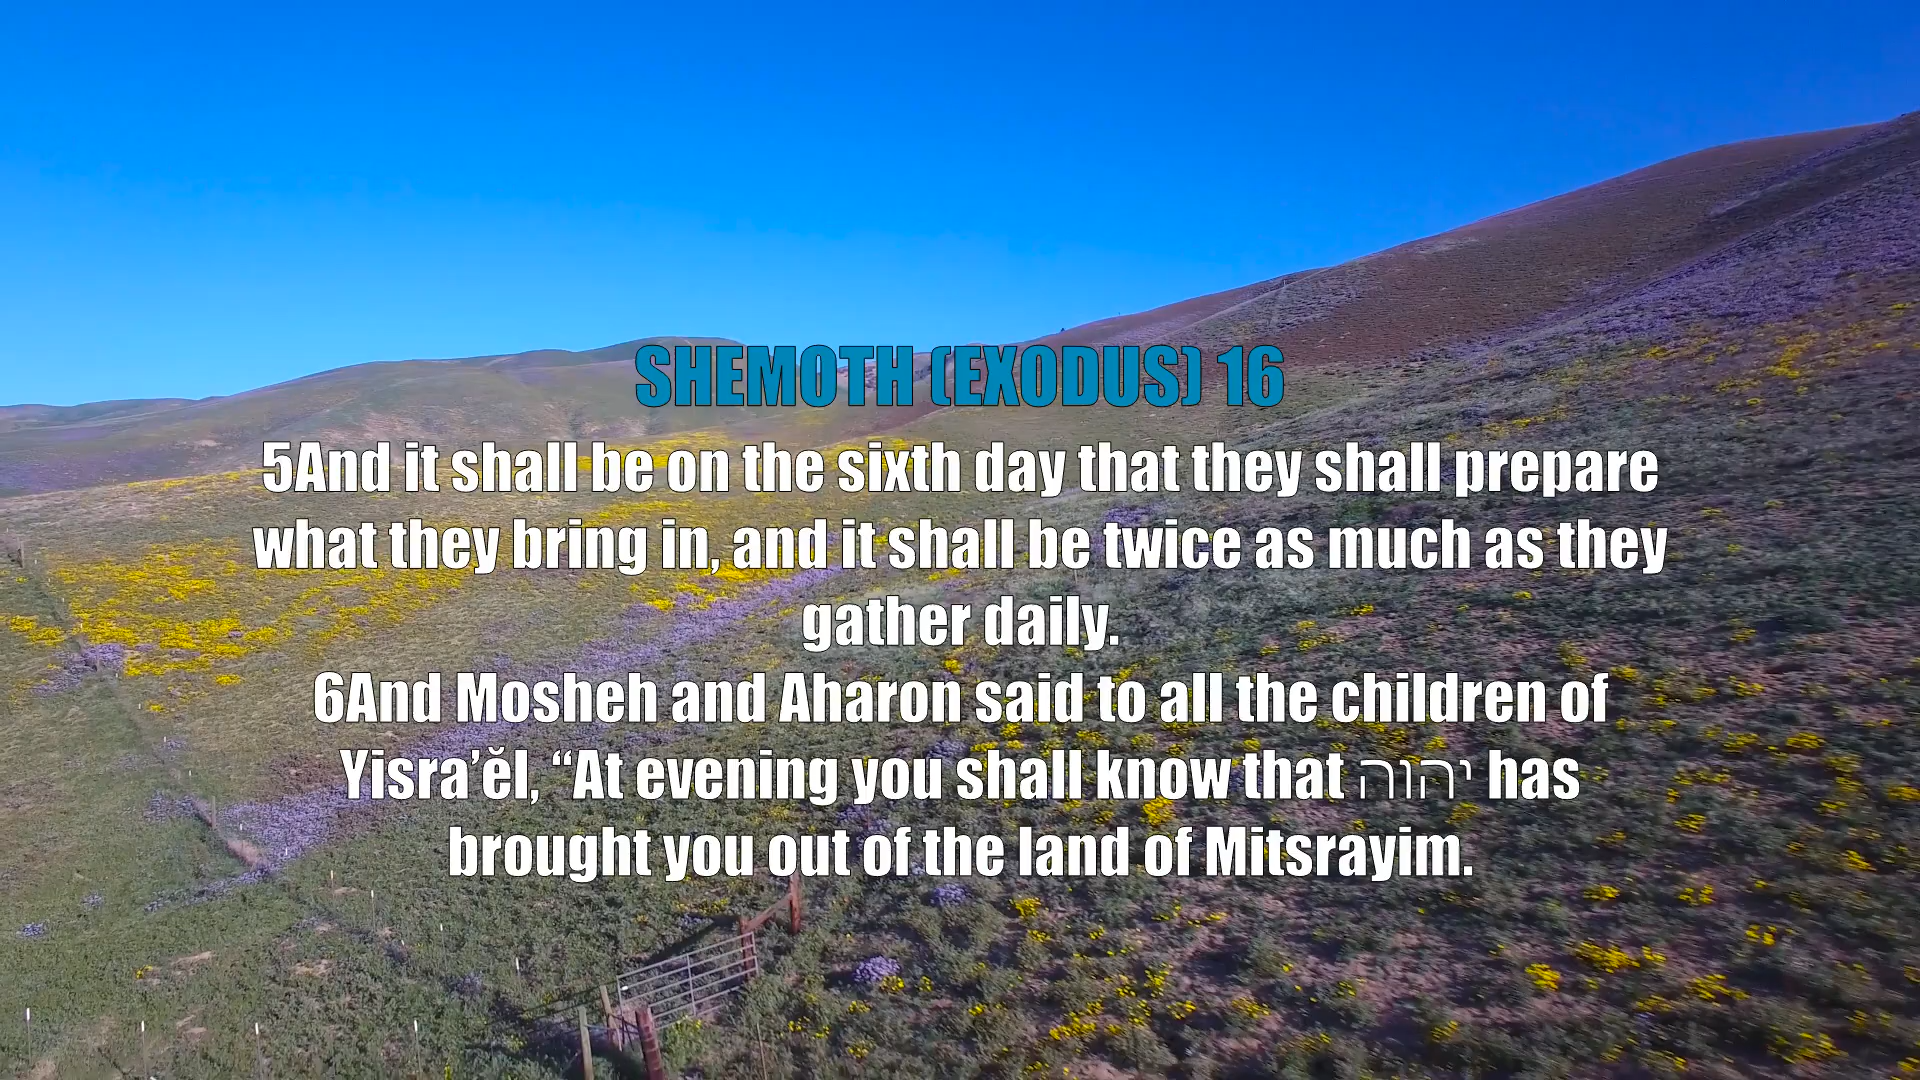 SHEMOTH (EXODUS) 16
5And it shall be on the sixth day that they shall prepare
what they bring in, and it shall be twice as much as they
gather daily.
6And Mosheh and Aharon said to all the children of
Yisra’ĕl, “At evening you shall know that יהוה has
brought you out of the land of Mitsrayim.